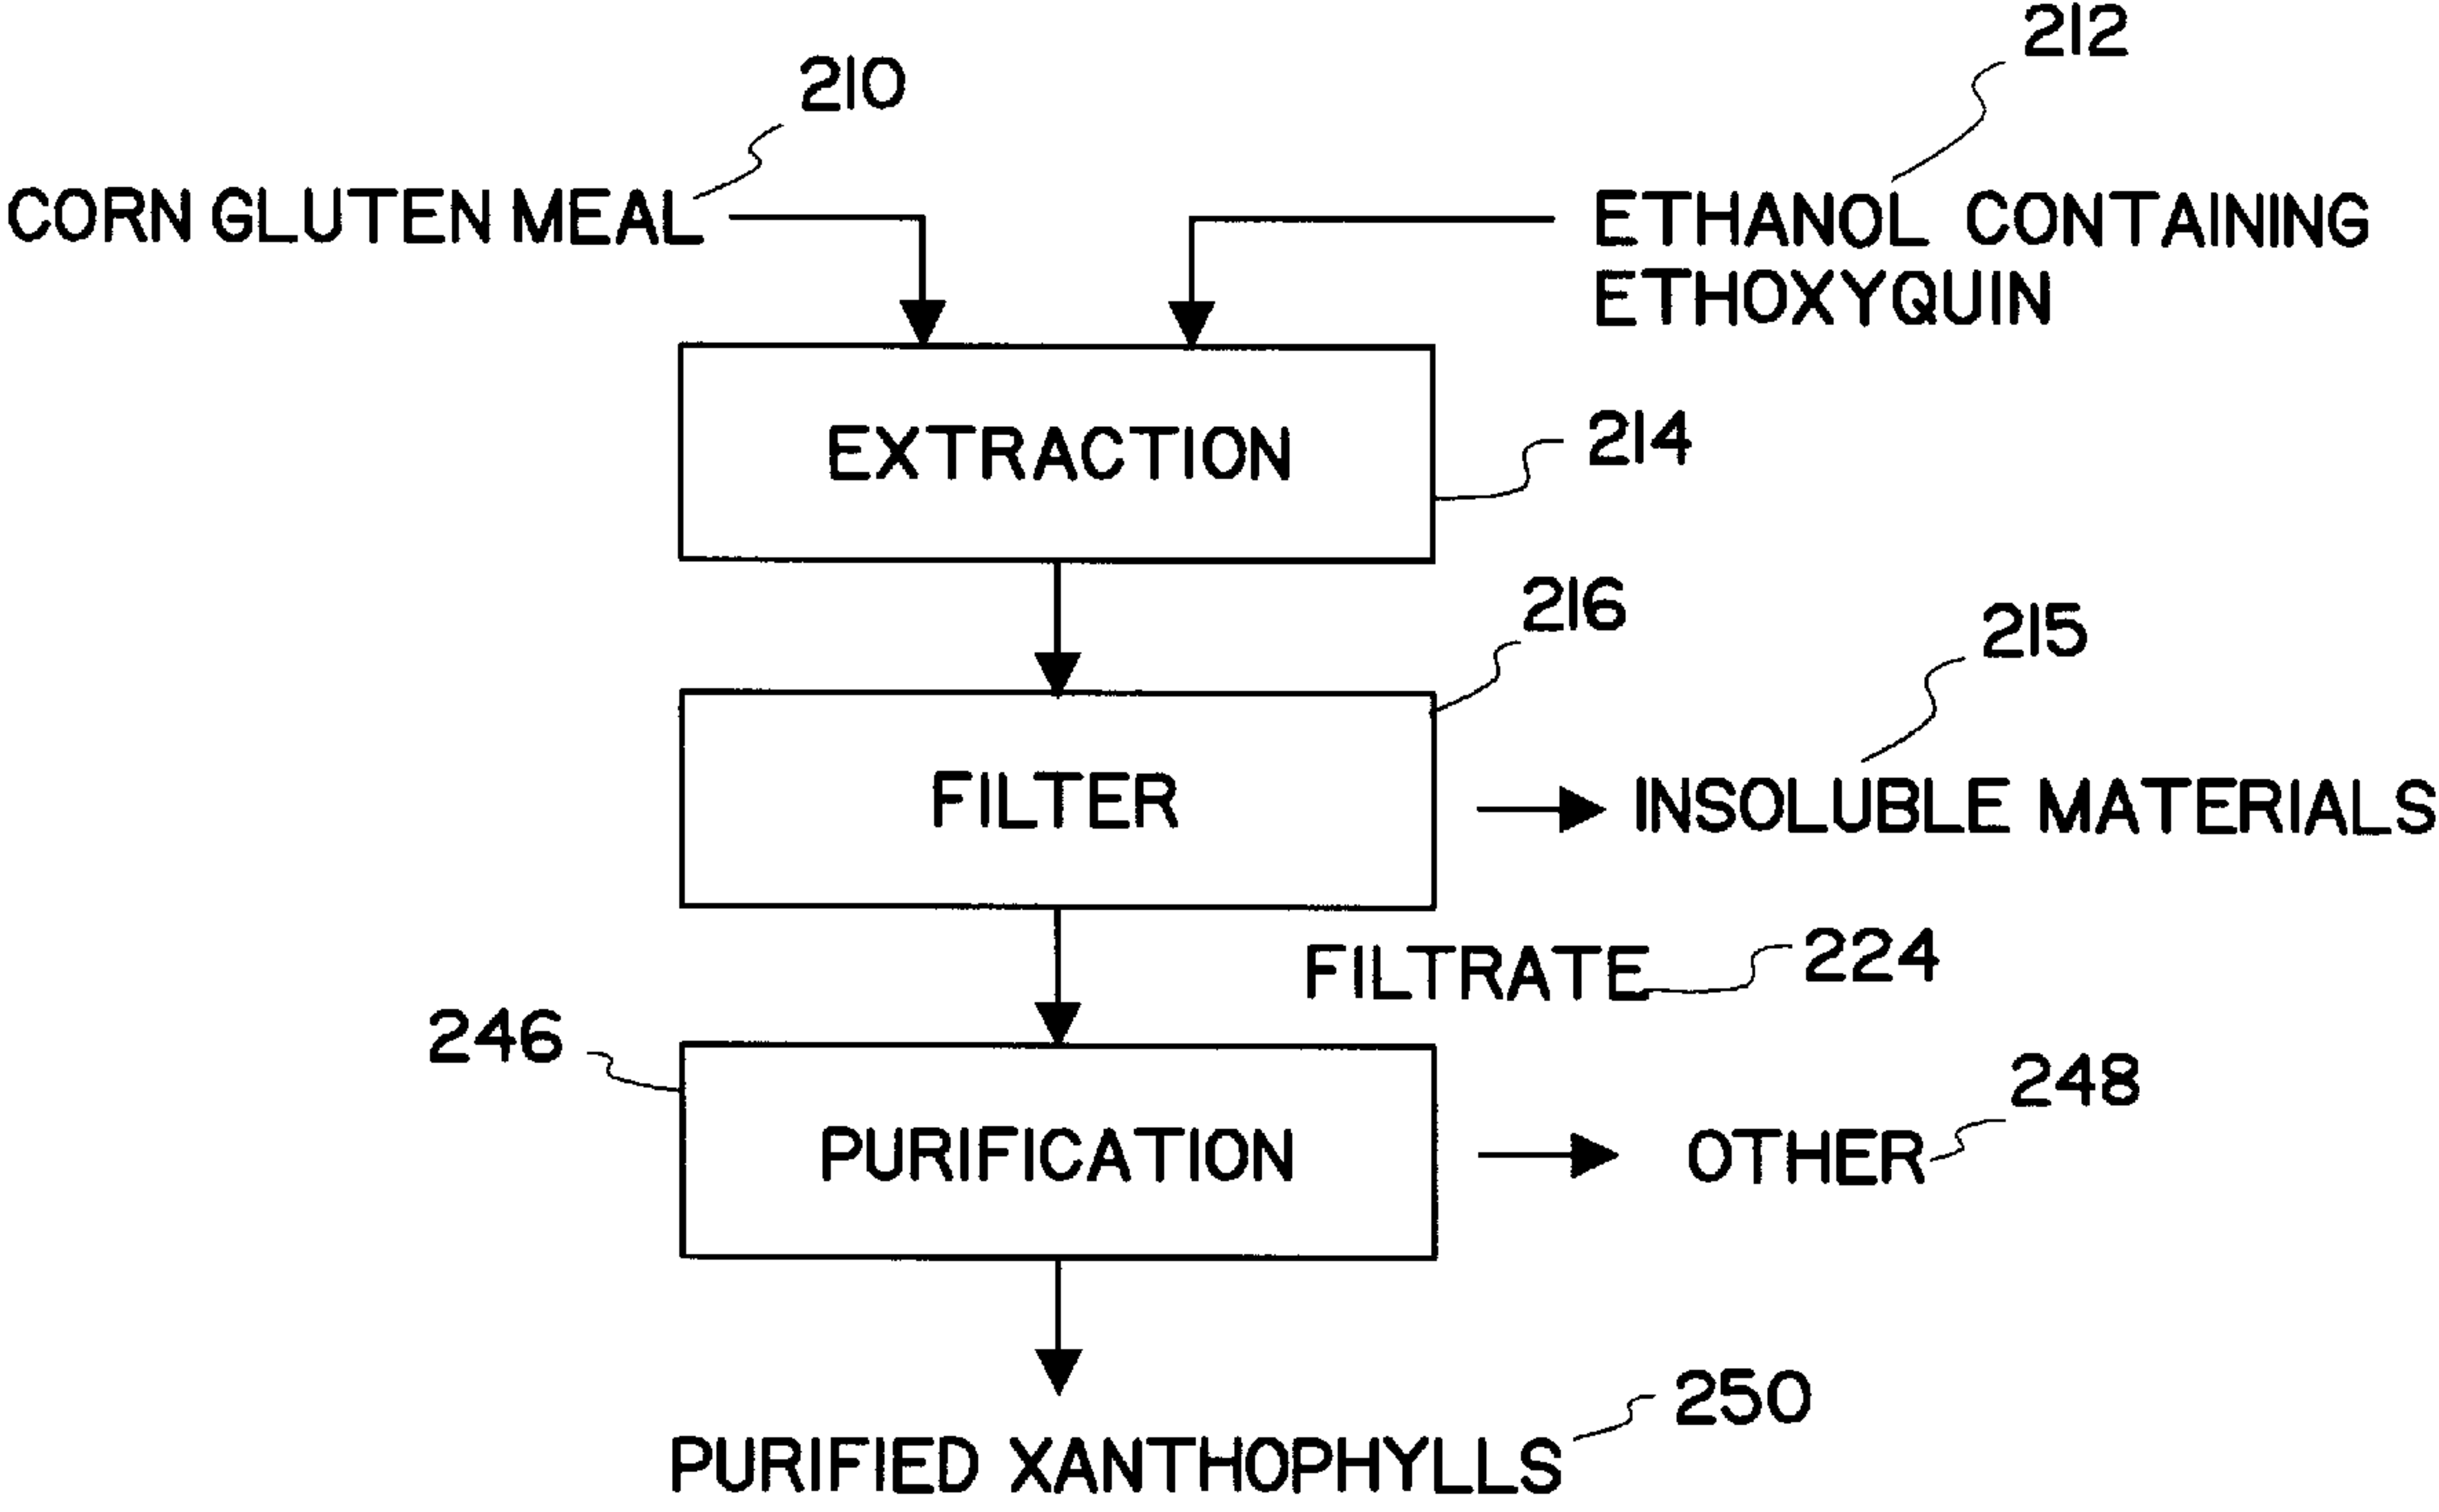 212
210
CORN GLUTEN MEAL
ETHANOL CONTAINING
ETHOXYQUIN
EXTRACTION
214
216
215
FILTER
INSOLUBLE MATERIALS
FILTRATE
224
246
248
PURIFICATION
OTHER
250
PURIFIED XANTHOPHYLLS